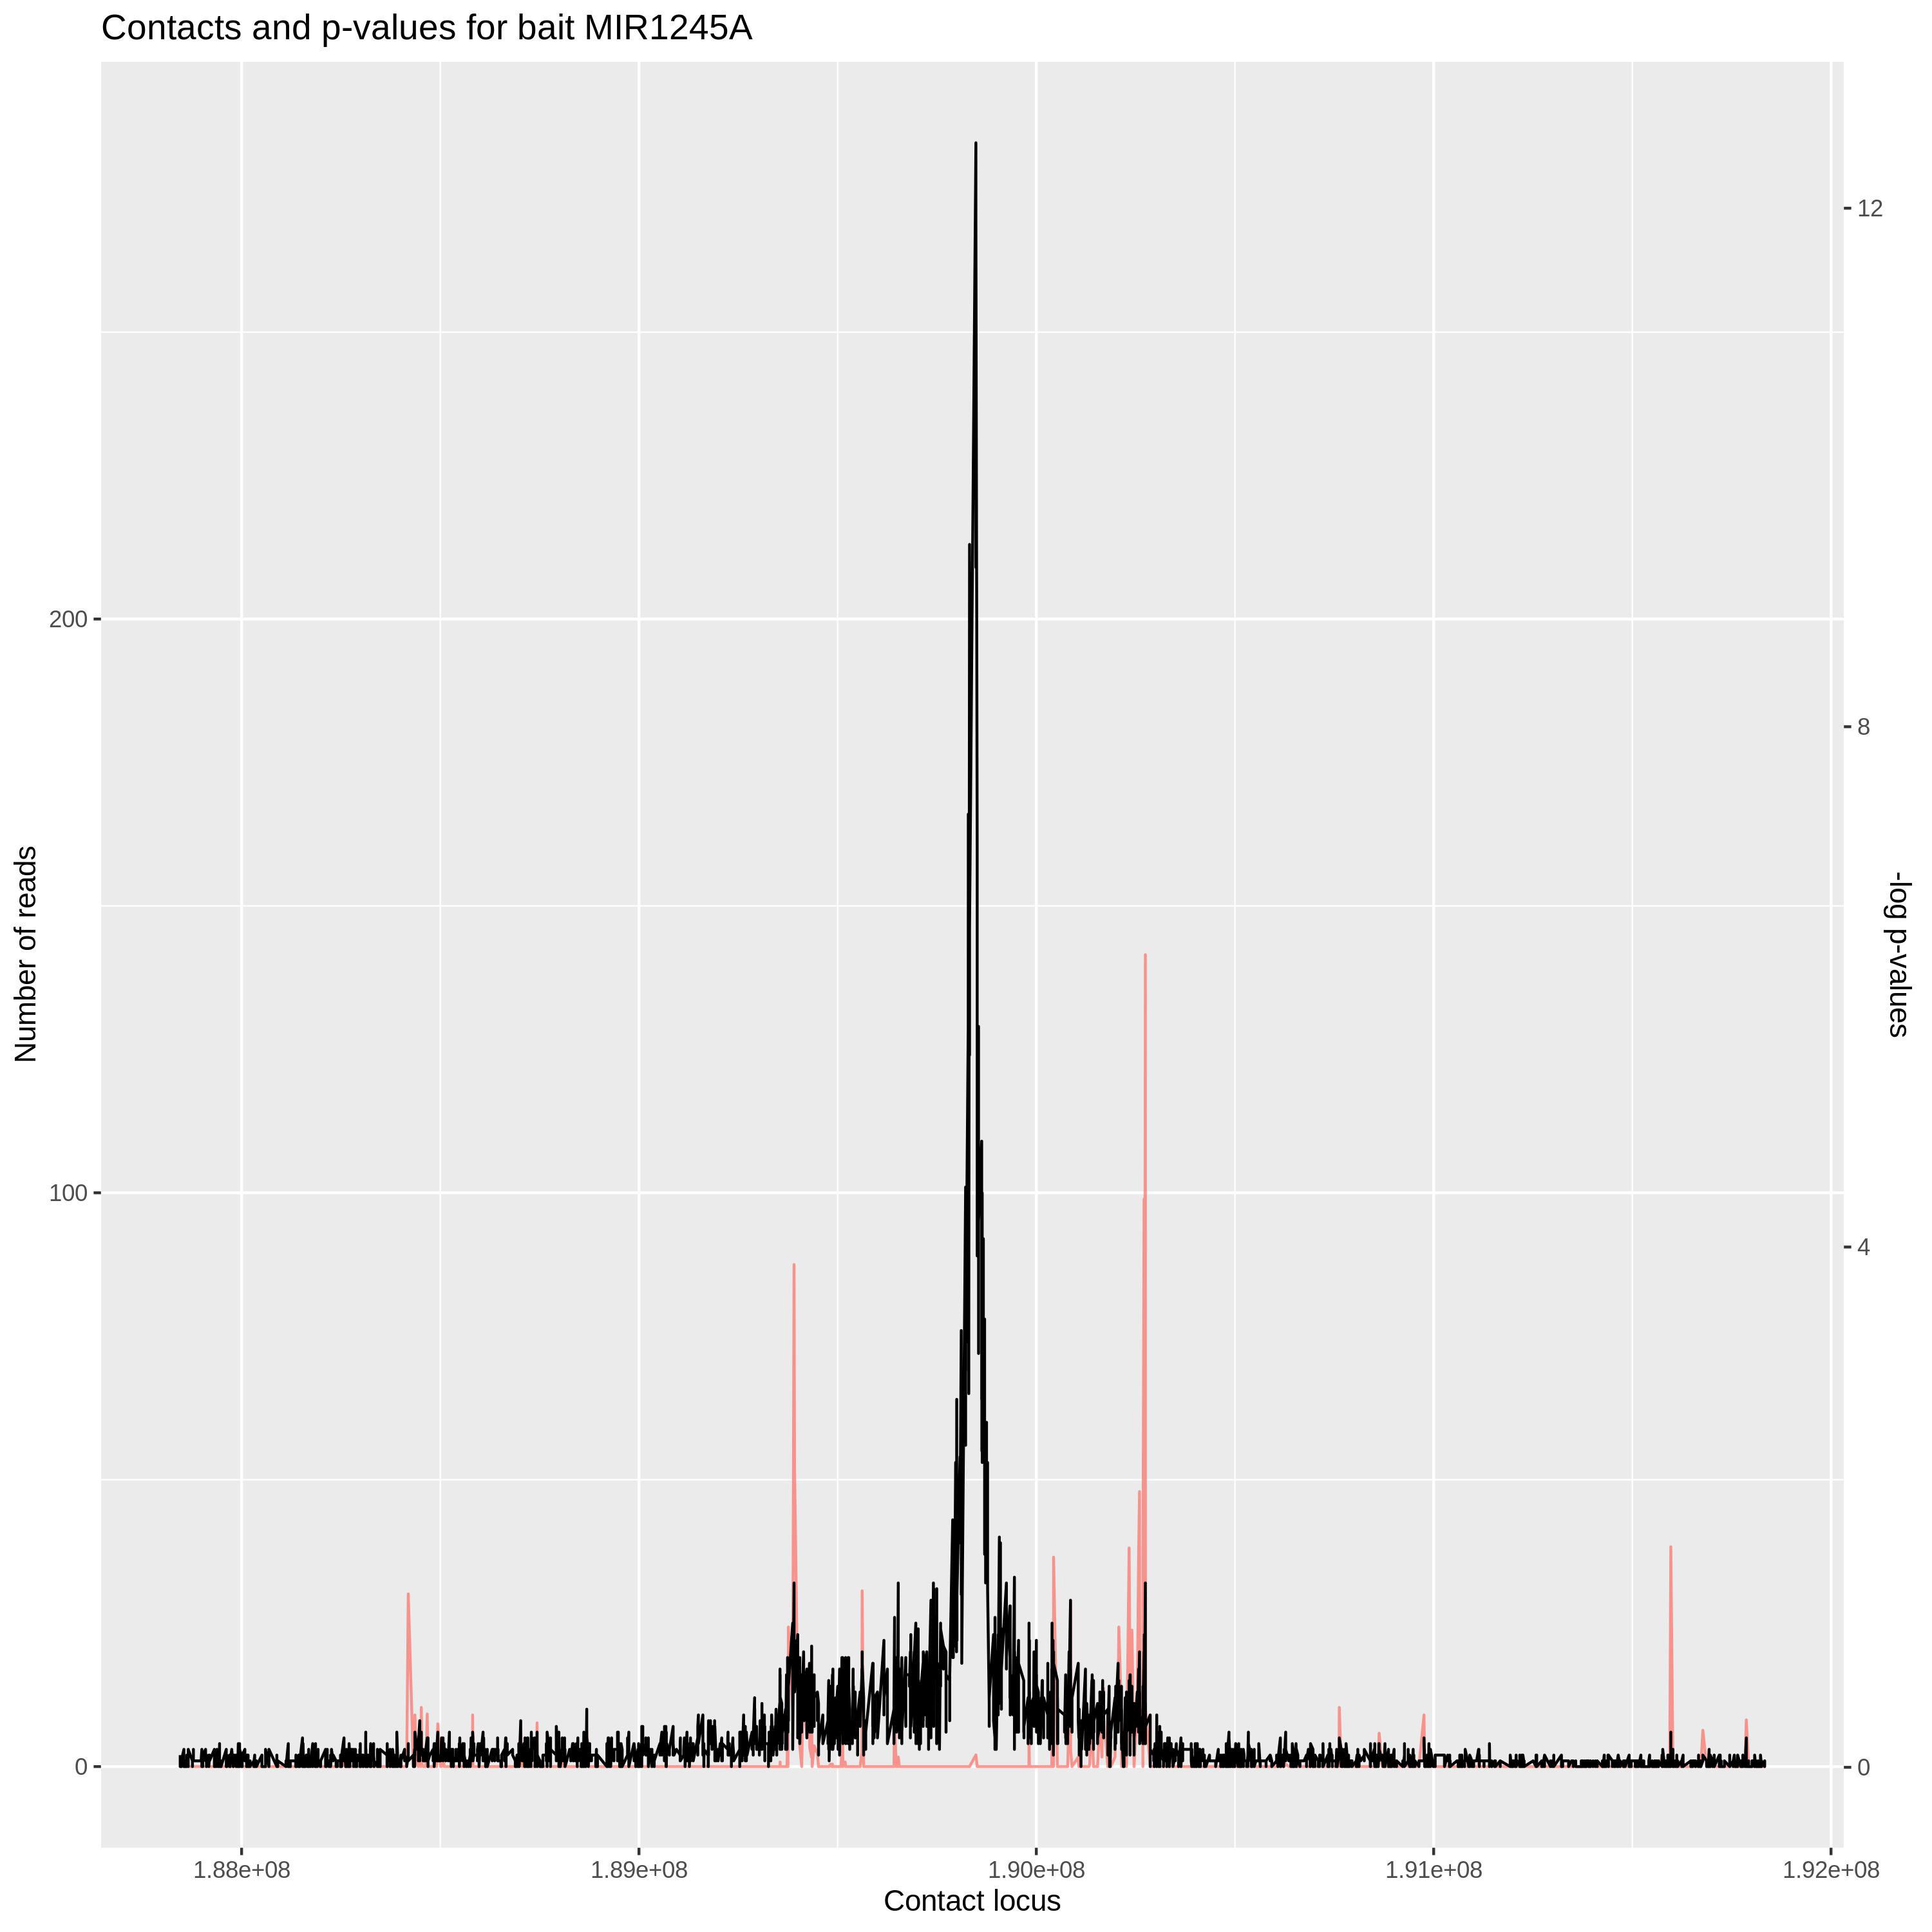 Contacts and p-values for bait MIR1245A
12
200
8
Number of reads
-log p-values
100
4
0
0
1.88e+08
1.89e+08
1.90e+08
1.91e+08
1.92e+08
Contact locus